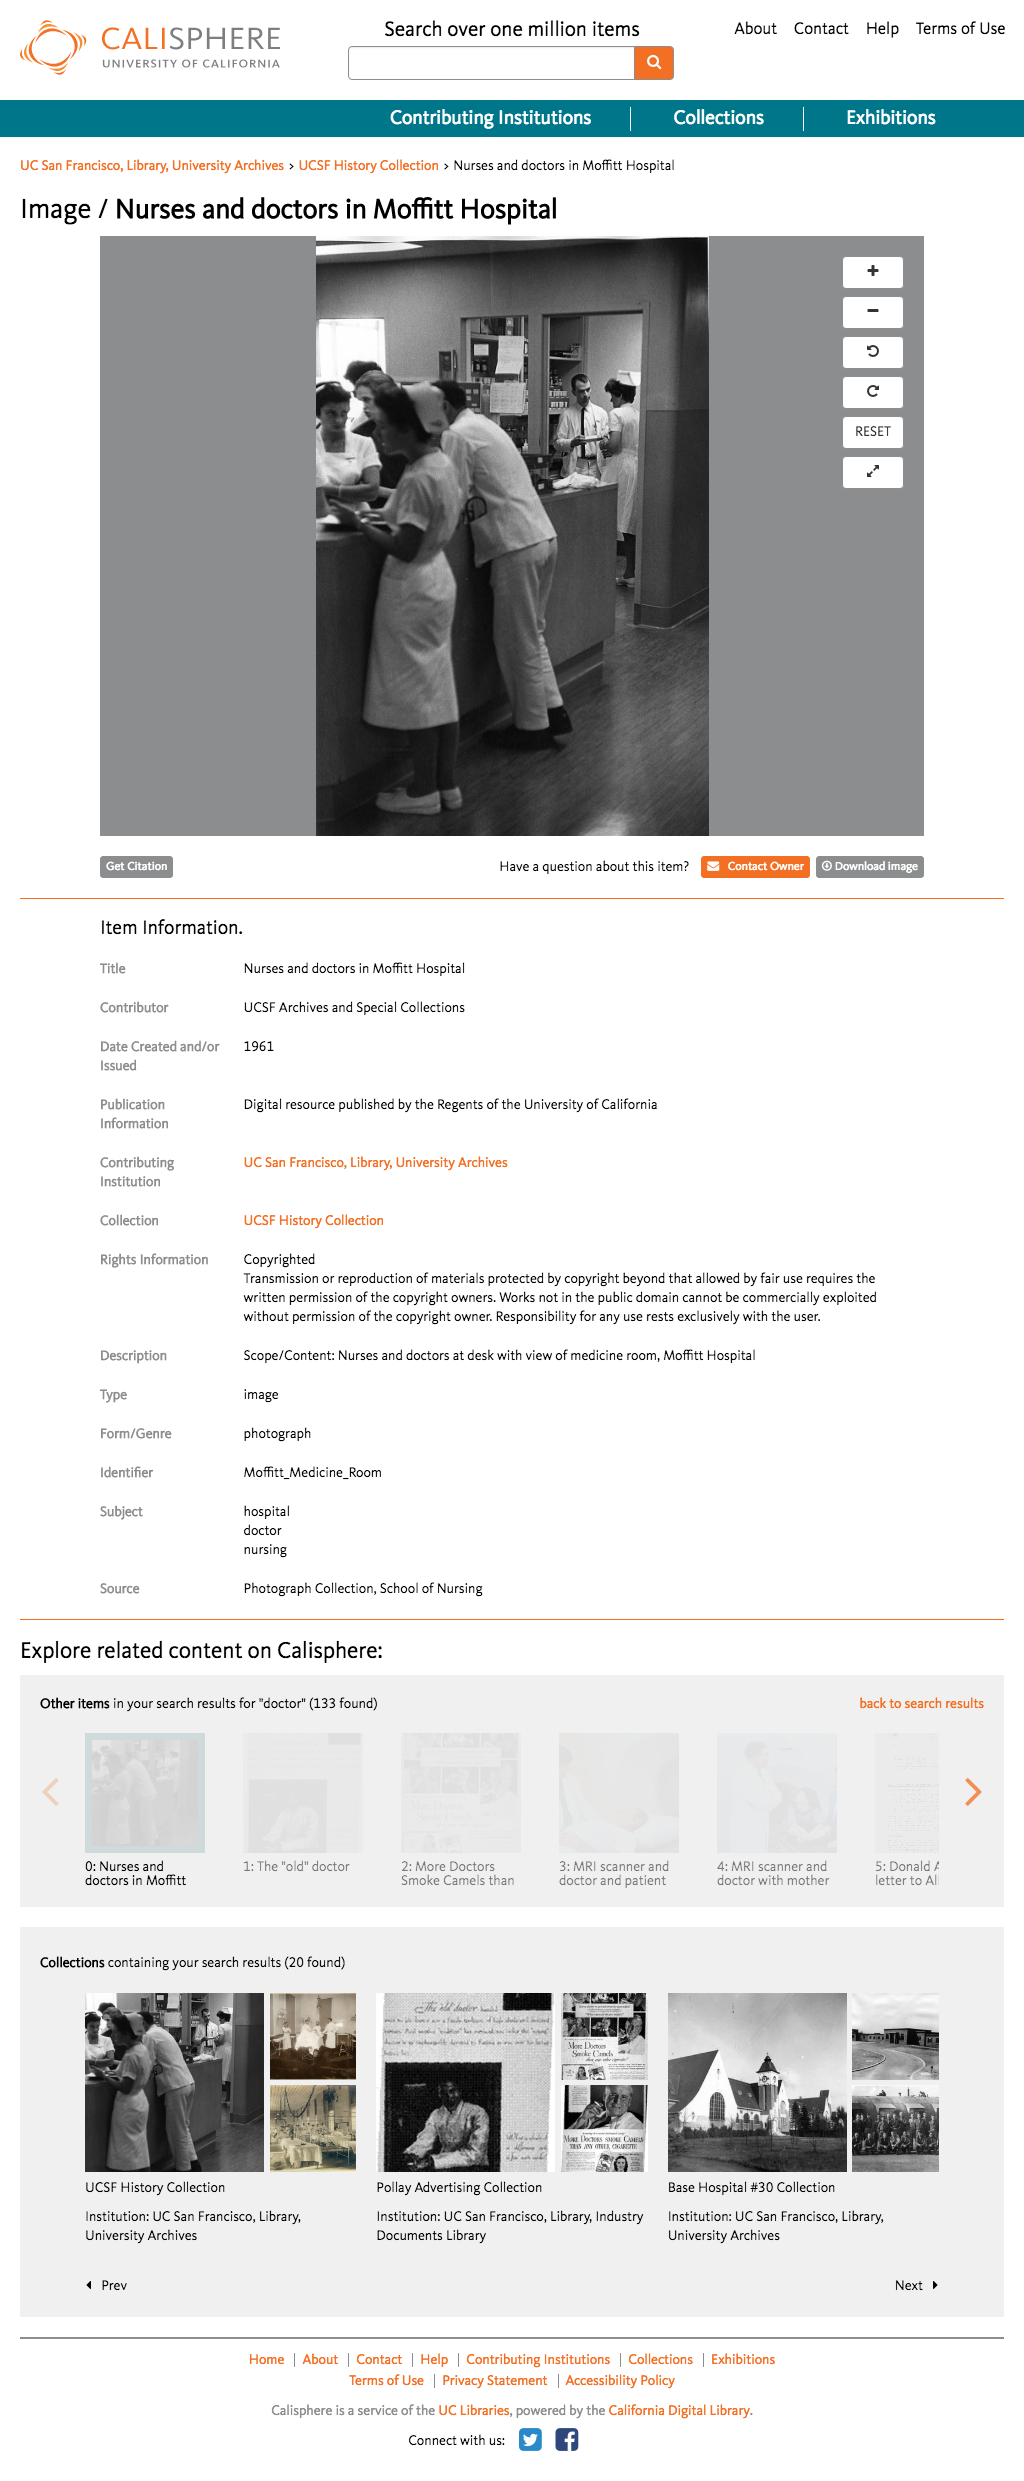 CALISPHERE
UNIVERSITY OF CALIFORNIA
Search over one million items
About Contact Help Terms of Use
Contributing Institutions Collections Exhibitions
UC San Francisco, Library, University Archives > UCSF History Collection > Nurses and doctors in Moffitt Hospital
Image / Nurses and doctors in Moffitt Hospital
RESET
Get Citation
Have a question about this item? Contact Owner Download image
Item Information.
Title Nurses and doctors in Moffitt Hospital
Contributor UCSF Archives and Special Collections
Date Created and/or 1961
Issued
Publication Digital resource published by the Regents of the University of California
Information
Contributing UC San Francisco, Library, University Archives
Institution
Collection UCSF History Collection
Rights Information Copyrighted
Transmission or reproduction of materials protected by copyright beyond that allowed by fair use requires the
written permission of the copyright owners. Works not in the public domain cannot be commercially exploited
without permission of the copyright owner. Responsibility for any use rests exclusively with the user.
Description Scope/Content: Nurses and doctors at desk with view of medicine room, Moffitt Hospital
Type image
Form/Genre photograph
Identifier Moffitt_Medicine_Room
Subject hospital
doctor
nursing
Source Photograph Collection, School of Nursing
Explore related content on Calisphere:
Other items in your search results for "doctor" (133 found) back to search results
0: Nurses and
doctors in Moffitt
1: The "old" doctor
2: More Doctors
Smoke Camels than
3: MRI scanner and
doctor and patient
4: MRI scanner and
doctor with mother
5: Donald A
letter to Al
Collections containing your search results (20 found)
The old doctor
More Doctors
Smoke Camels
MORE DOCTORS SMOKE CAMELS
THAN ANY OTHER CIGARETTE
UCSF History Collection
Institution: UC San Francisco, Library,
University Archives
Pollay Advertising Collection
Institution: UC San Francisco, Library, Industry
Documents Library
Base Hospital #30 Collection
Institution: UC San Francisco, Library,
University Archives
Prev Next
Home About Contact Help Contributing Institutions Collections Exhibitions
Terms of Use Privacy Statement Accessibility Policy
Calisphere is a service of the UC Libraries, powered by the California Digital Library.
Connect with us: